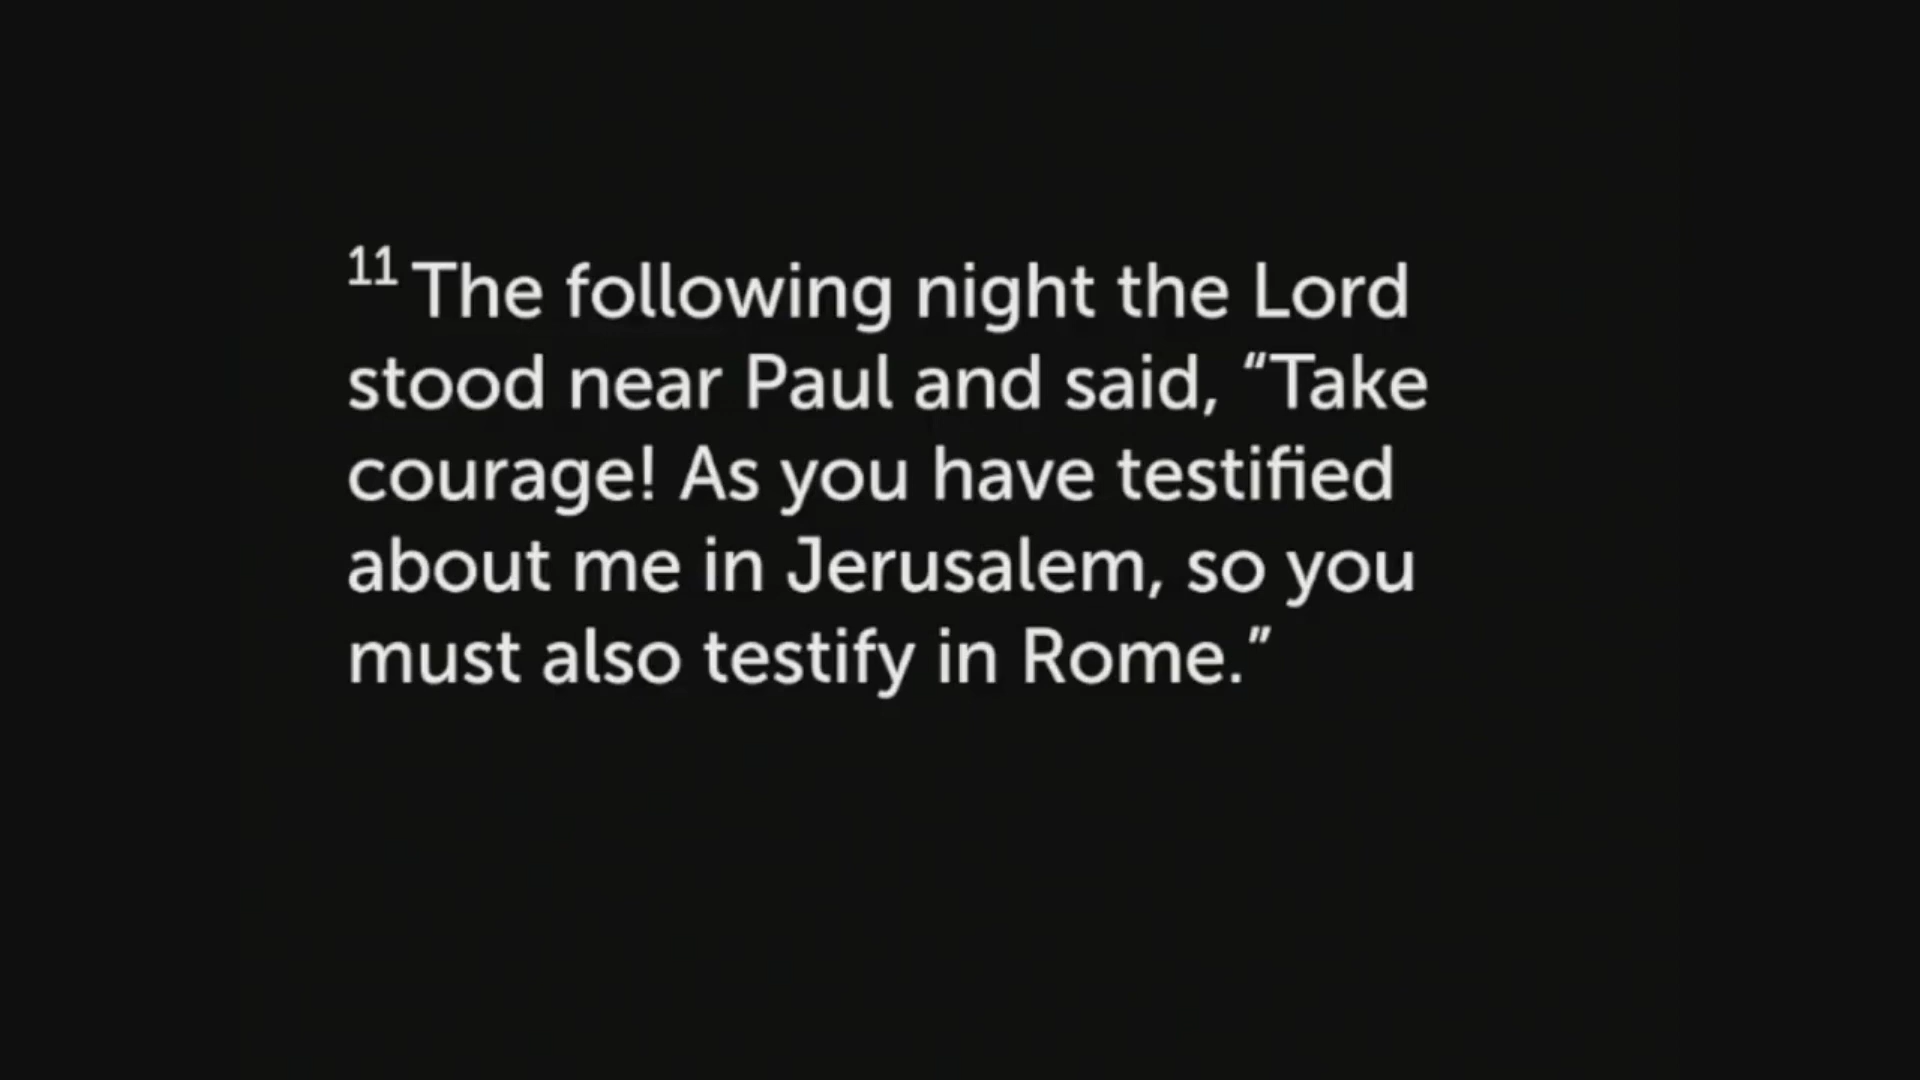 11 The following night the Lord
stood near Paul and said, “Take
courage! As you have testified
about me in Jerusalem, so you
must also testify in Rome.”